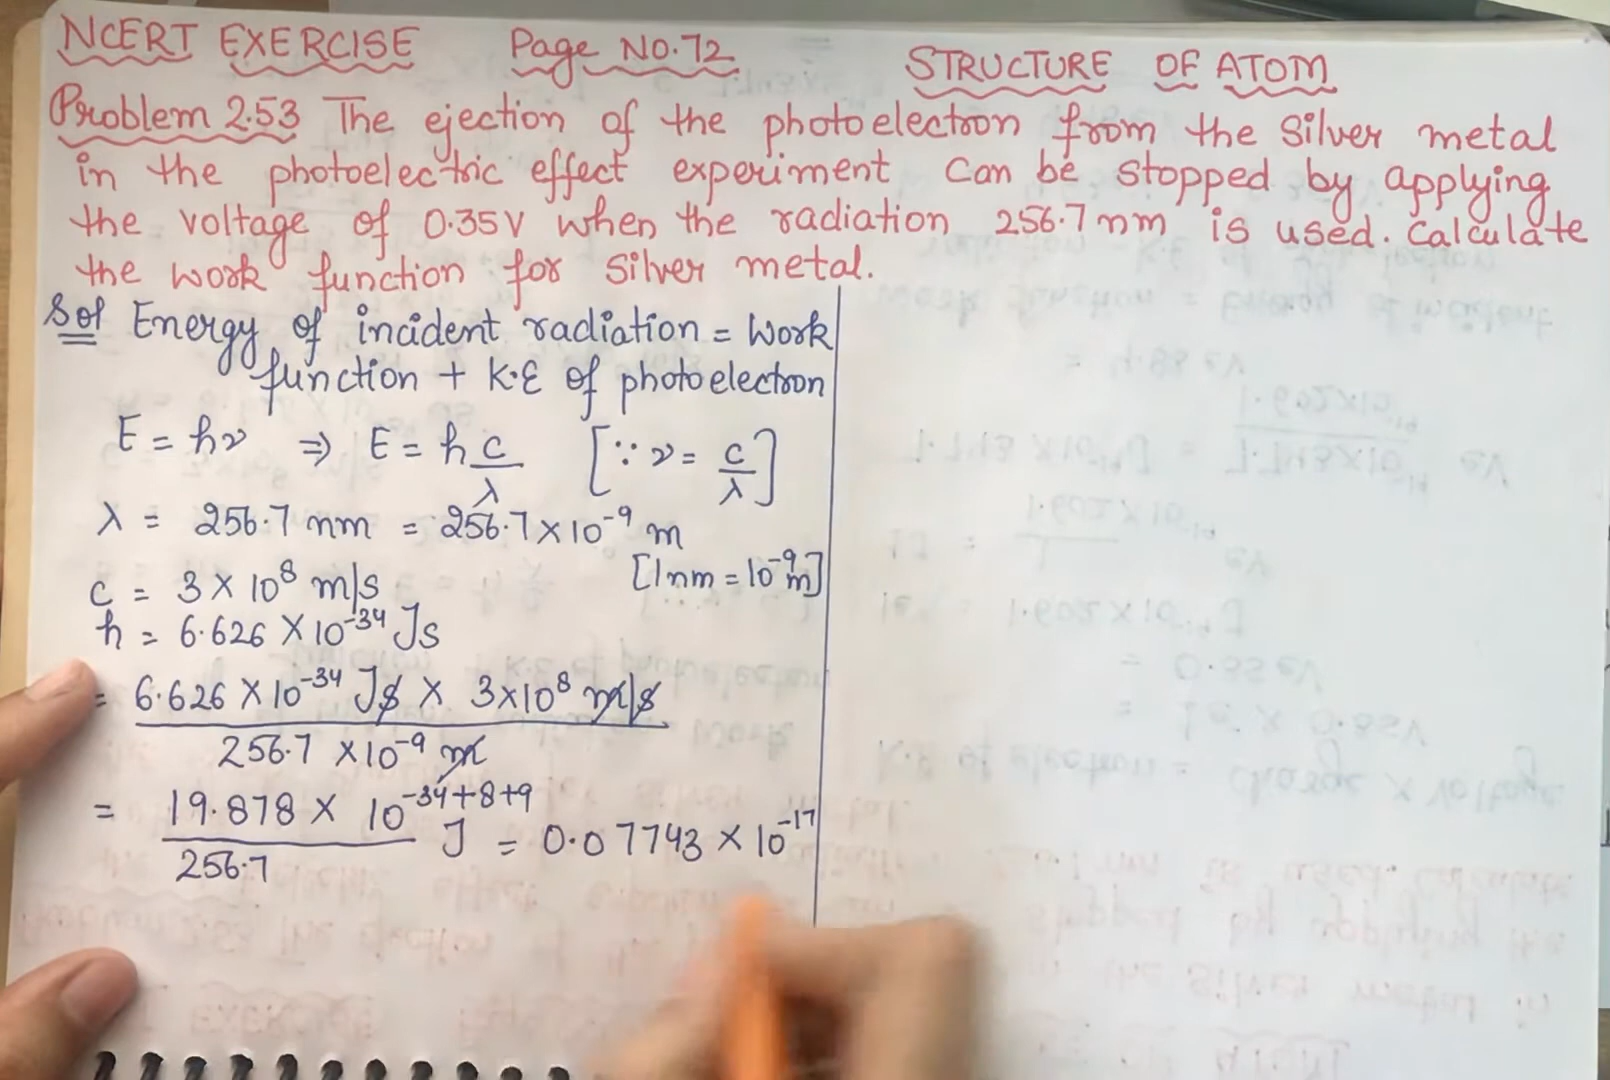 NCERT EXERCISE Page No.72 STRUCTURE OF ATOM
Problem 2.53 The ejection of the photoelectron from the silver metal
in the photoelectric effect experiment can be stopped by applying
the voltage of 0.35V when the radiation 256.7 nm is used. Calculate
the work function for silver metal.
Sol Energy of incident radiation = Work
function + K.E of photoelectron
E = hν ⇒ E = h c/λ [∵ ν = c/λ]
λ = 256.7 nm = 256.7 × 10⁻⁹ m
[1nm = 10⁻⁹ m]
c = 3 × 10⁸ m/s
h = 6.626 × 10⁻³⁴ Js
= 6.626 × 10⁻³⁴ Js × 3×10⁸ m/s
256.7 × 10⁻⁹ m
= 19.878 × 10⁻³⁴⁺⁸⁺⁹ J = 0.07743 × 10⁻¹⁷
256.7